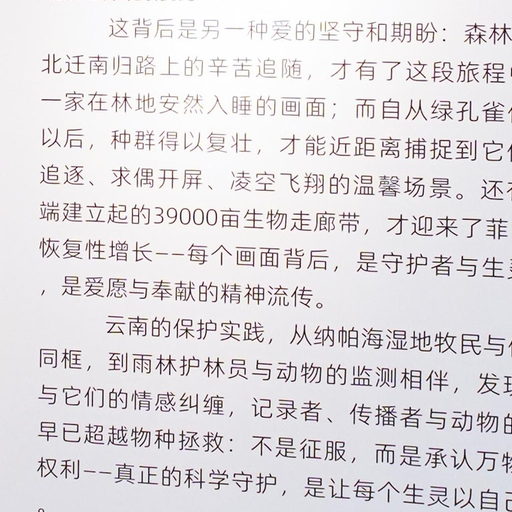 这背后是另一种爱的坚守和期盼：森林
北迁南归路上的辛苦追随，才有了这段旅程
一家在林地安然入睡的画面；而自从绿孔雀
以后，种群得以复壮，才能近距离捕捉到它
追逐、求偶开屏、凌空飞翔的温馨场景。还
端建立起的39000亩生物走廊带，才迎来了菲
恢复性增长——每个画面背后，是守护者与生
，是爱愿与奉献的精神流传。
云南的保护实践，从纳帕海湿地牧民与
同框，到雨林护林员与动物的监测相伴，发
与它们的情感纠缠，记录者、传播者与动物
早已超越物种拯救：不是征服，而是承认万
权利——真正的科学守护，是让每个生灵以自